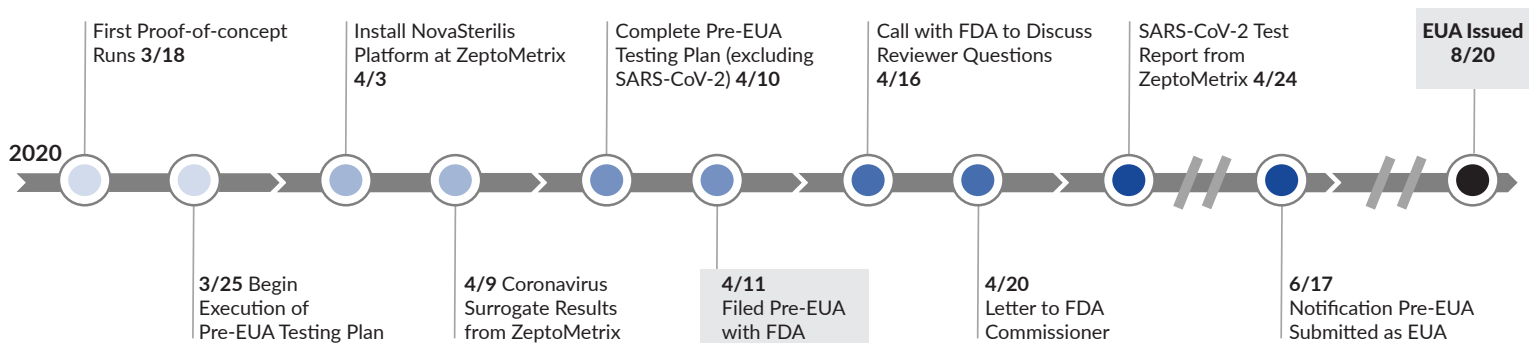 First Proof-of-concept
Runs 3/18
Install NovaSterilis
Platform at ZeptoMetrix
4/3
Complete Pre-EUA
Testing Plan (excluding
SARS-CoV-2) 4/10
Call with FDA to Discuss
Reviewer Questions
4/16
SARS-CoV-2 Test
Report from
ZeptoMetrix 4/24
EUA Issued
8/20
2020
3/25 Begin
Execution of
Pre-EUA Testing Plan
4/9 Coronavirus
Surrogate Results
from ZeptoMetrix
4/11
Filed Pre-EUA
with FDA
4/20
Letter to FDA
Commissioner
6/17
Notification Pre-EUA
Submitted as EUA